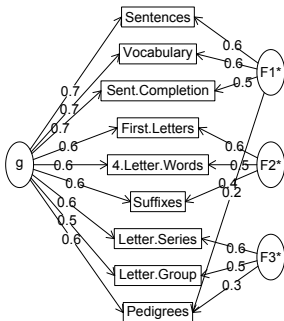 Sentences
0.6
Vocabulary
0.6
F1*
0.7
0.5
0.7
Sent.Completion
0.7
First.Letters
0.6
0.6
g
0.6
4.Letter.Words
0.5
F2*
0.6
0.4
Suffixes
0.2
0.6
Letter.Series
0.6
0.5
0.5
F3*
0.6
Letter.Group
0.3
Pedigrees